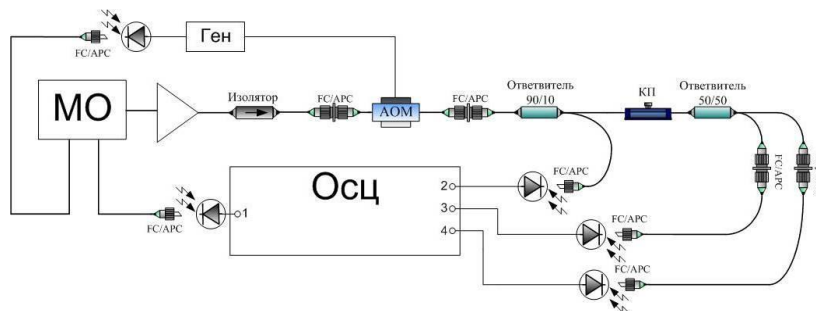 FC/APC
Ген
Изолятор
FC/APC
FC/APC
Ответвитель
90/10
КП
Ответвитель
50/50
МО
АОМ
FC/APC
FC/APC
FC/APC
Осц
1
2
3
4
FC/APC
FC/APC
FC/APC